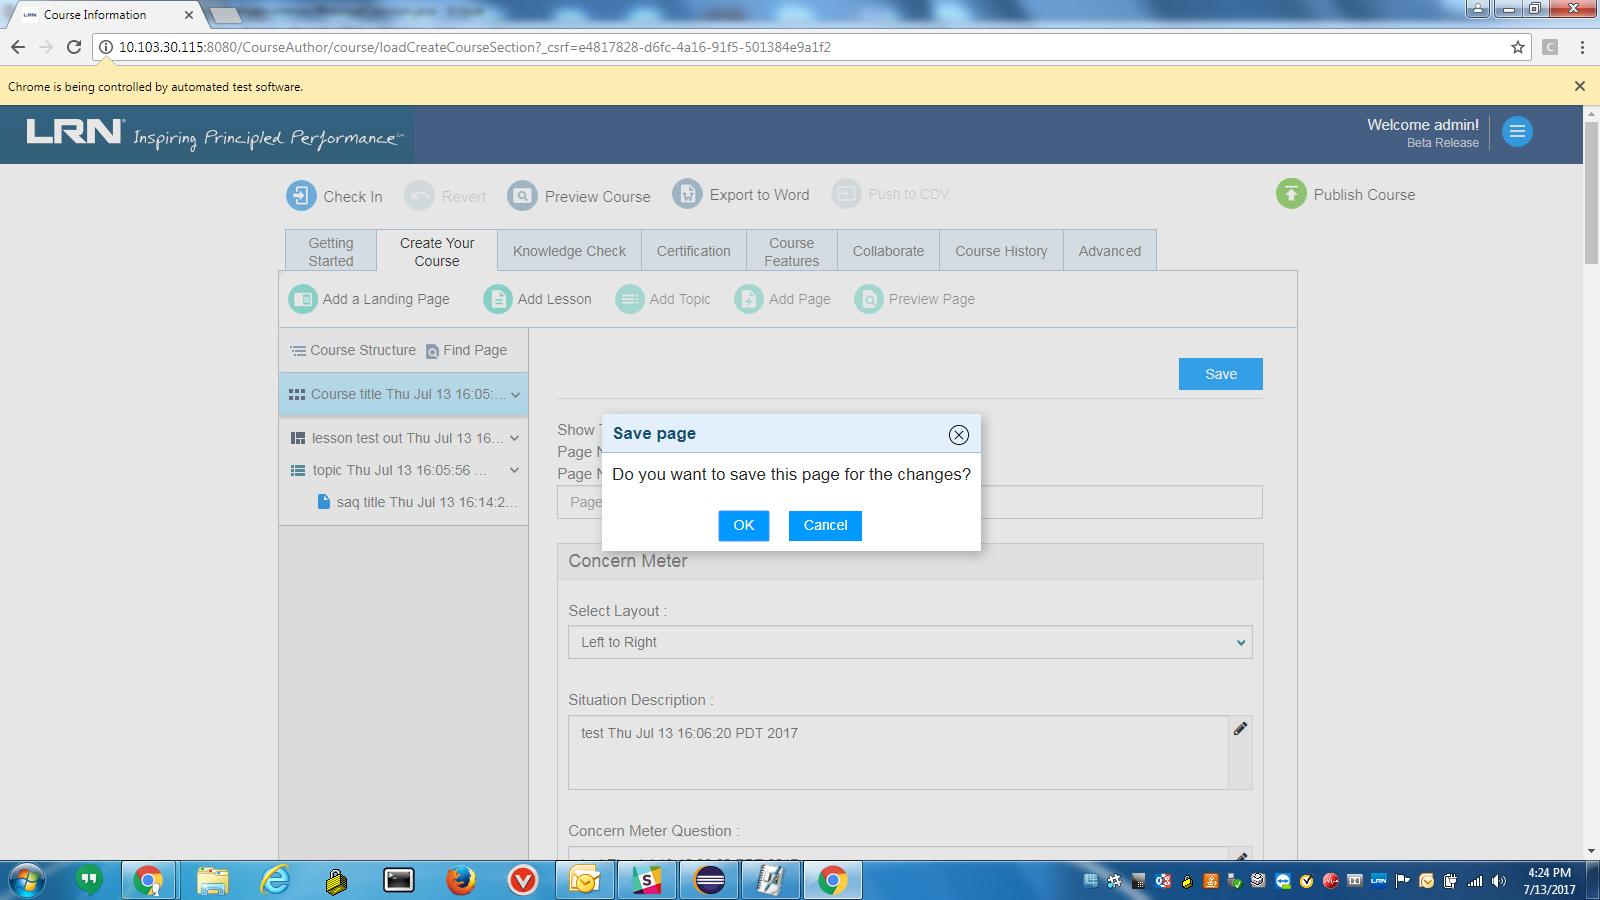 Course Information
10.103.30.115:8080/CourseAuthor/course/loadCreateCourseSection?_csrf=e4817828-d6fc-4a16-91f5-501384e9a1f2
Chrome is being controlled by automated test software.
LRN Inspiring Principled Performance
Welcome admin!
Beta Release
Check In Revert Preview Course Export to Word Push to CDV Publish Course
Getting Started
Create Your Course
Knowledge Check
Certification
Course Features
Collaborate
Course History
Advanced
Add a Landing Page Add Lesson Add Topic Add Page Preview Page
Course Structure Find Page
Save
Course title Thu Jul 13 16:05:...
lesson test out Thu Jul 13 16...
topic Thu Jul 13 16:05:56 ...
saq title Thu Jul 13 16:14:2...
Show
Page
Page
Page
Save page
Do you want to save this page for the changes?
OK Cancel
Concern Meter
Select Layout :
Left to Right
Situation Description :
test Thu Jul 13 16:06:20 PDT 2017
Concern Meter Question :
4:24 PM
7/13/2017